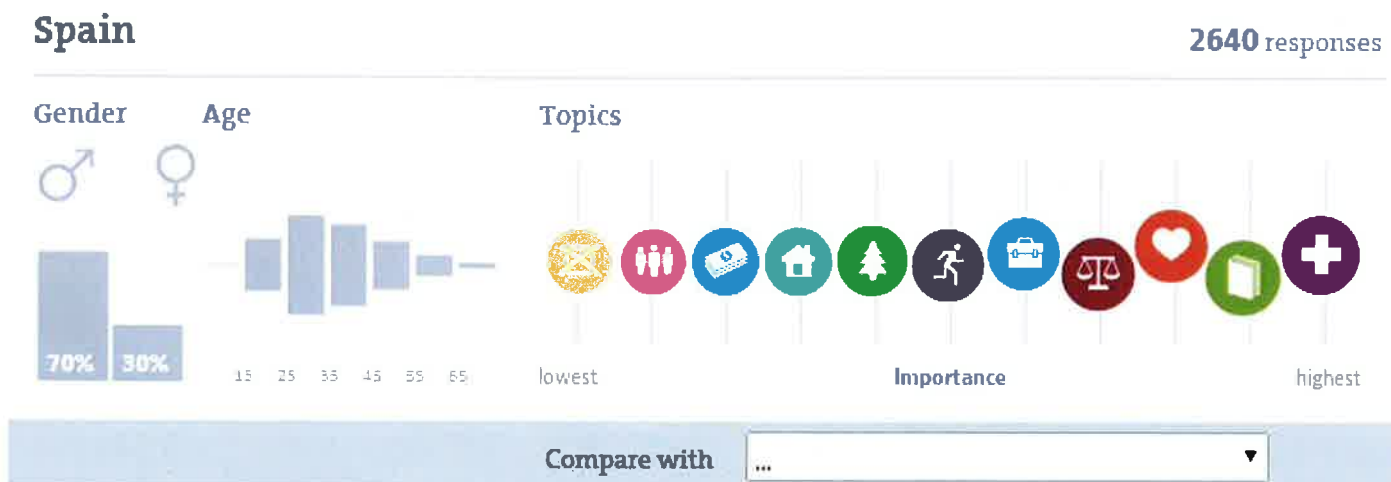 Spain
2640 responses
Gender Age Topics
70% 30%
15 25 35 45 55 65
lowest Importance highest
Compare with ...